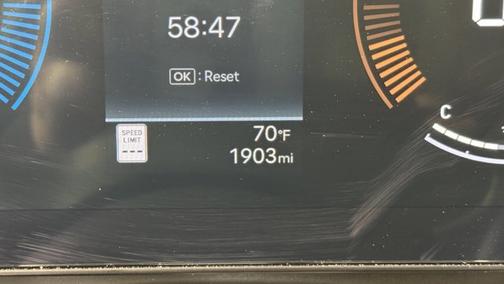 58:47
OK : Reset
SPEED
LIMIT
---
70°F
1903mi
C